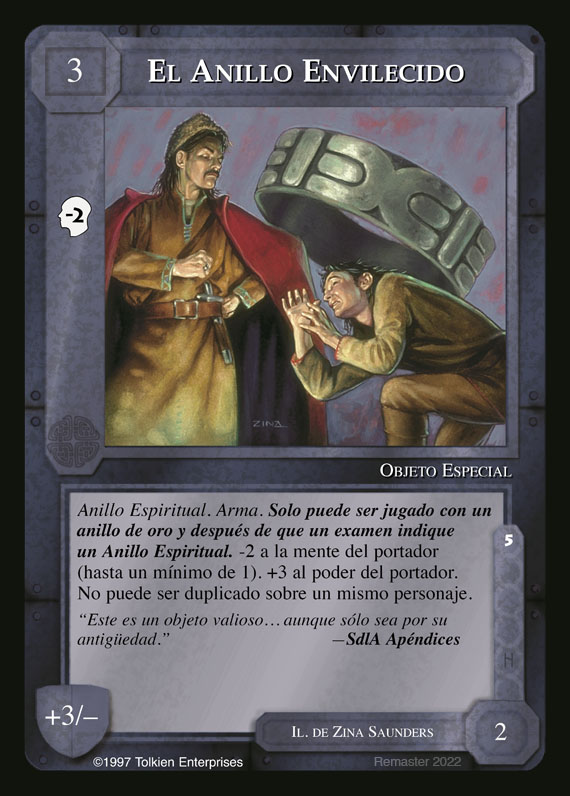 3
EL ANILLO ENVILECIDO
-2
ZINA
OBJETO ESPECIAL
Anillo Espiritual. Arma. Solo puede ser jugado con un
anillo de oro y después de que un examen indique
un Anillo Espiritual. -2 a la mente del portador
(hasta un mínimo de 1). +3 al poder del portador.
No puede ser duplicado sobre un mismo personaje.
“Este es un objeto valioso… aunque sólo sea por su
antigüedad.” —SdlA Apéndices
5
H
+3/–
IL. DE ZINA SAUNDERS
2
©1997 Tolkien Enterprises
Remaster 2022